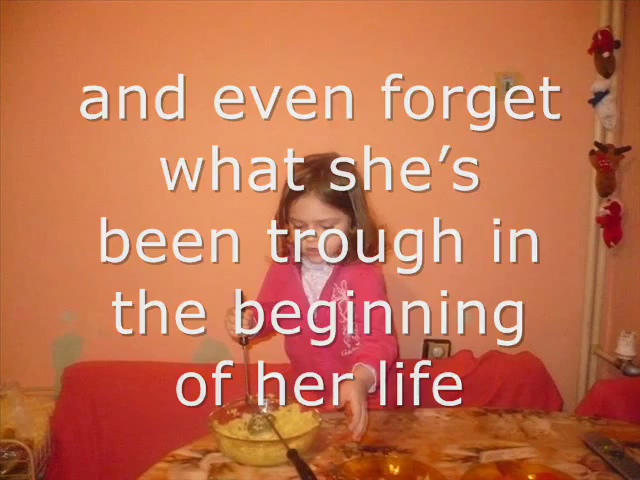 and even forget
what she’s
been trough in
the beginning
of her life